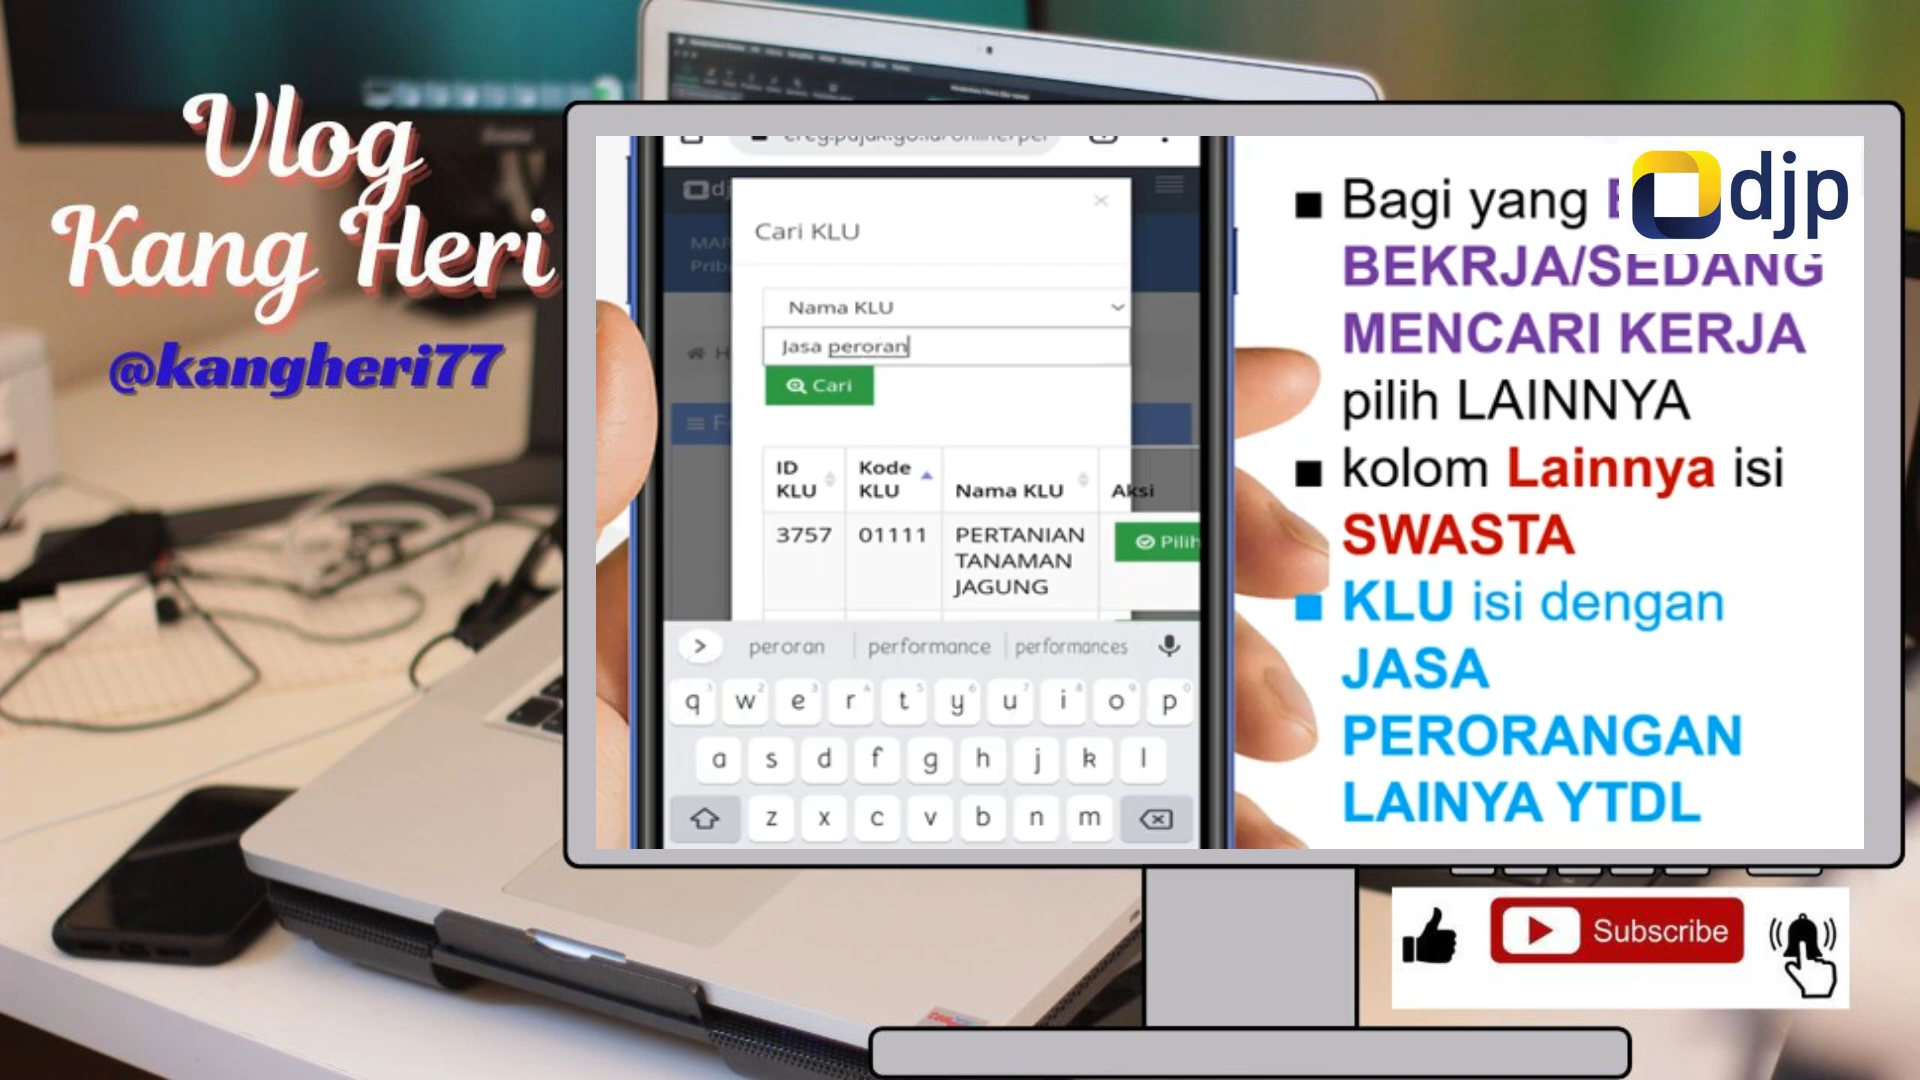 Vlog
Kang Heri
@kangheri77
Cari KLU
Nama KLU
Jasa peroran
Cari
ID KLU
Kode KLU
Nama KLU
Aksi
3757
01111
PERTANIAN
TANAMAN
JAGUNG
Pilih
peroran
performance
performances
q w e r t y u i o p
a s d f g h j k l
z x c v b n m
Bagi yang
djp
BEKRJA/SEDANG
MENCARI KERJA
pilih LAINNYA
kolom Lainnya isi
SWASTA
KLU isi dengan
JASA
PERORANGAN
LAINYA YTDL
Subscribe